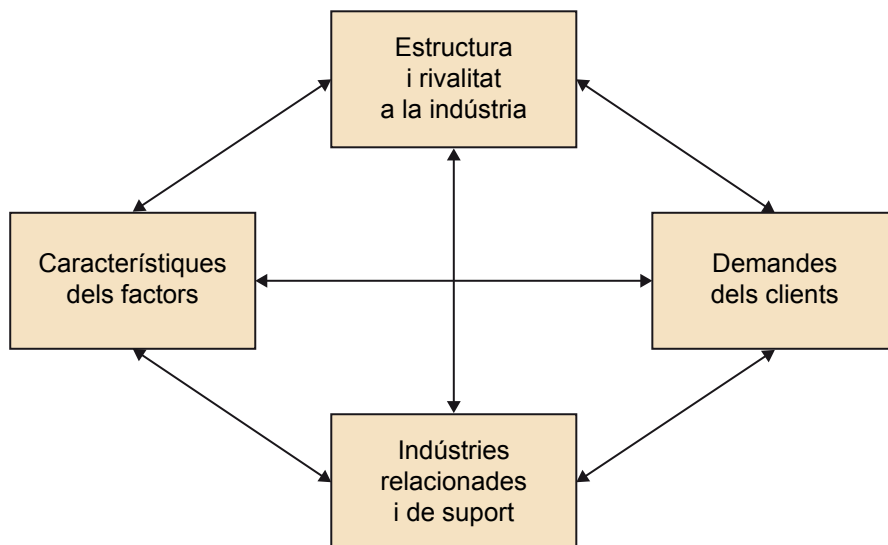 Estructura
i rivalitat
a la indústria
Característiques
dels factors
Demandes
dels clients
Indústries
relacionades
i de suport